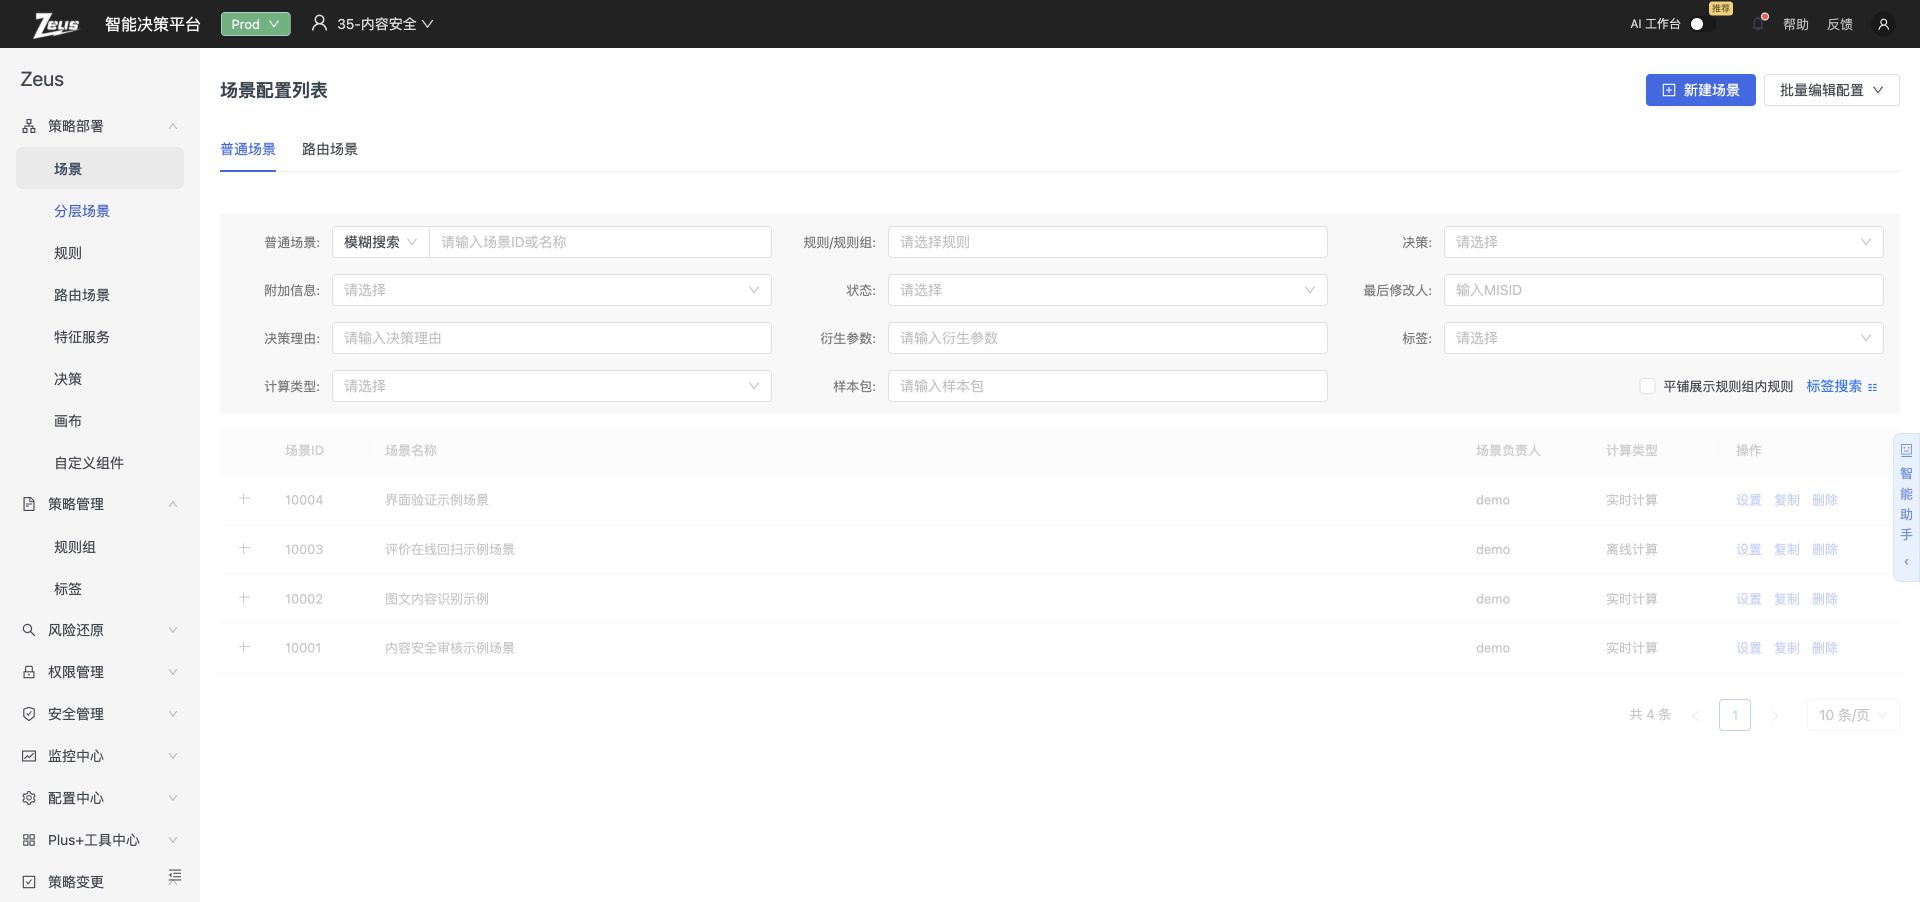 Zeus 智能决策平台 Prod 35-内容安全 AI 工作台 推荐 帮助 反馈
Zeus
策略部署
场景
分层场景
规则
路由场景
特征服务
决策
画布
自定义组件
策略管理
规则组
标签
风险还原
权限管理
安全管理
监控中心
配置中心
Plus+工具中心
策略变更
场景配置列表
新建场景 批量编辑配置
普通场景 路由场景
普通场景: 模糊搜索 请输入场景ID或名称 规则/规则组: 请选择规则 决策: 请选择
附加信息: 请选择 状态: 请选择 最后修改人: 输入MISID
决策理由: 请输入决策理由 衍生参数: 请输入衍生参数 标签: 请选择
计算类型: 请选择 样本包: 请输入样本包 平铺展示规则组内规则 标签搜索
场景ID 场景名称 场景负责人 计算类型 操作
10004 界面验证示例场景 demo 实时计算 设置 复制 删除
10003 评价在线回扫示例场景 demo 离线计算 设置 复制 删除
10002 图文内容识别示例 demo 实时计算 设置 复制 删除
10001 内容安全审核示例场景 demo 实时计算 设置 复制 删除
共 4 条 1 10 条/页
智能助手